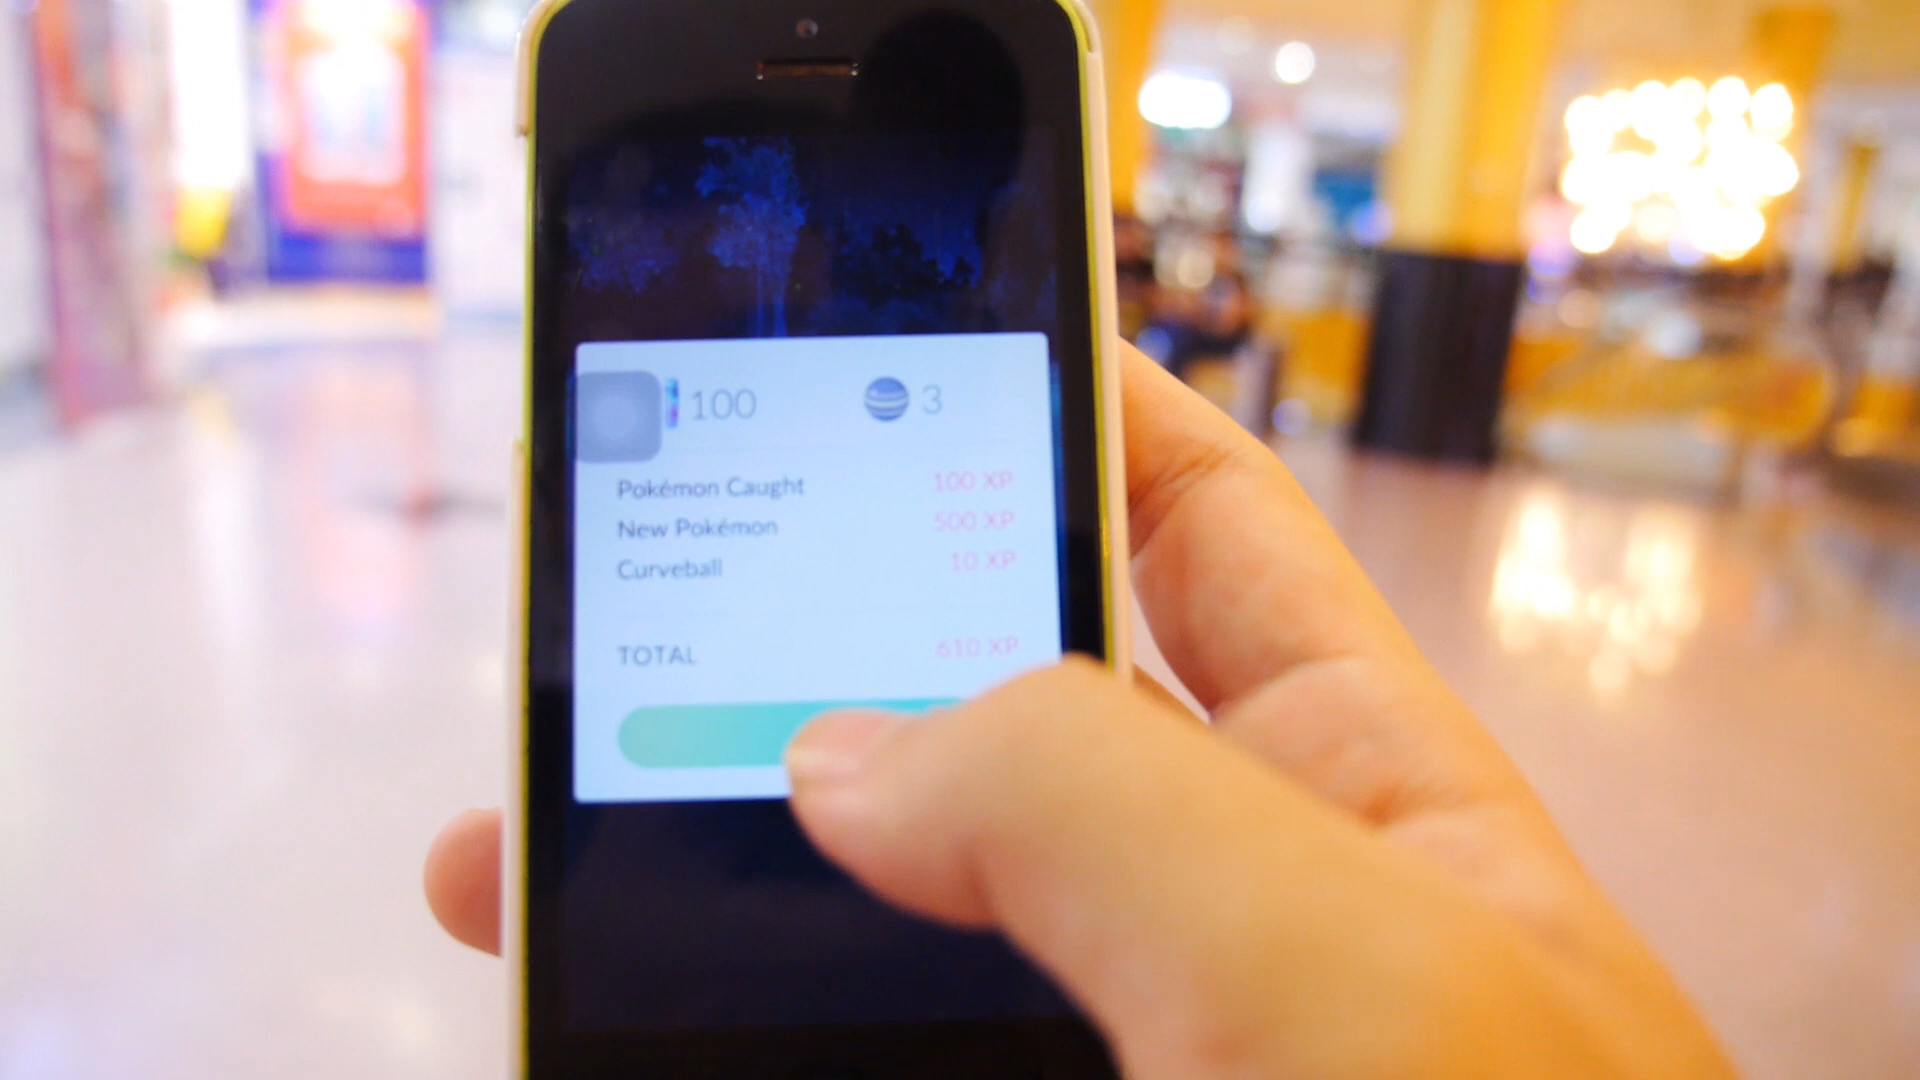 100 3
Pokémon Caught 100 XP
New Pokémon 500 XP
Curveball 10 XP
TOTAL 610 XP